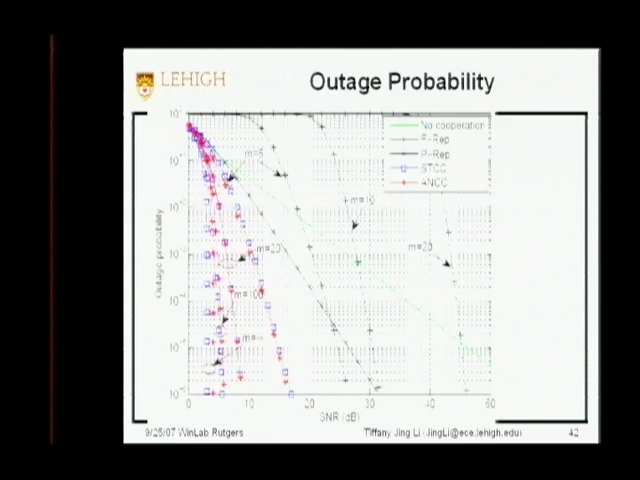 LEHIGH
Outage Probability
No cooperation
P-Rep
STCC
ANCC
m=10
m=20
m=20
m=100
Outage probability
0 10 20 30 40 50
SNR (dB)
9/25/07 WinLab Rutgers
Tiffany Jing Li (JingLi@ece.lehigh.edu)
42